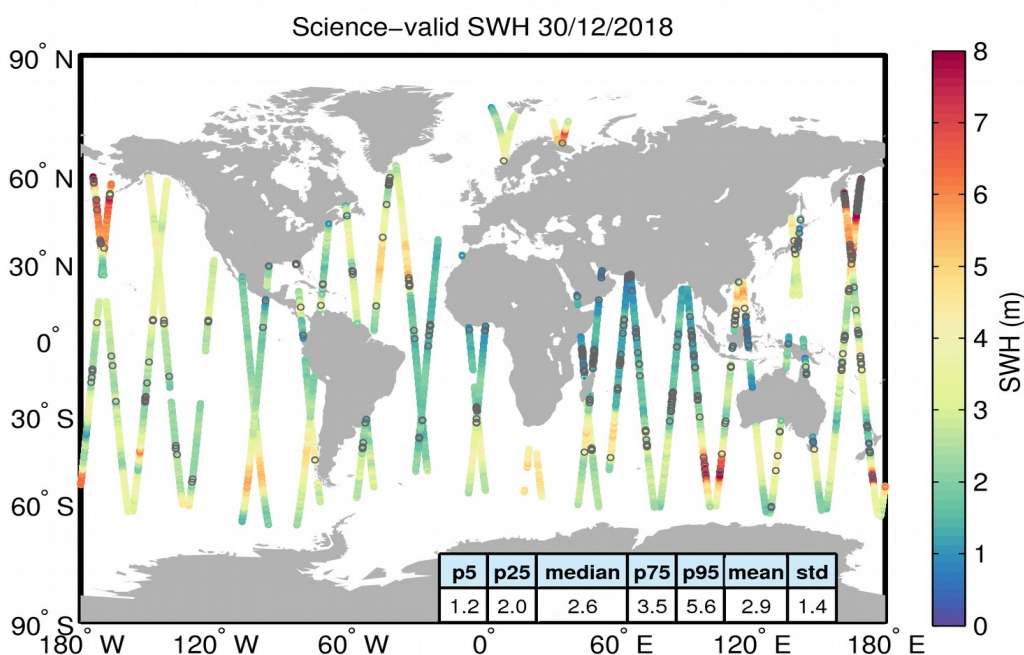 Science−valid SWH 30/12/2018
90° N
60° N
30° N
0°
30° S
60° S
90° S
180° W 120° W 60° W 0° 60° E 120° E 180° E
p5 p25 median p75 p95 mean std
1.2 2.0 2.6 3.5 5.6 2.9 1.4
8
7
6
5
4
3
2
1
0
SWH (m)